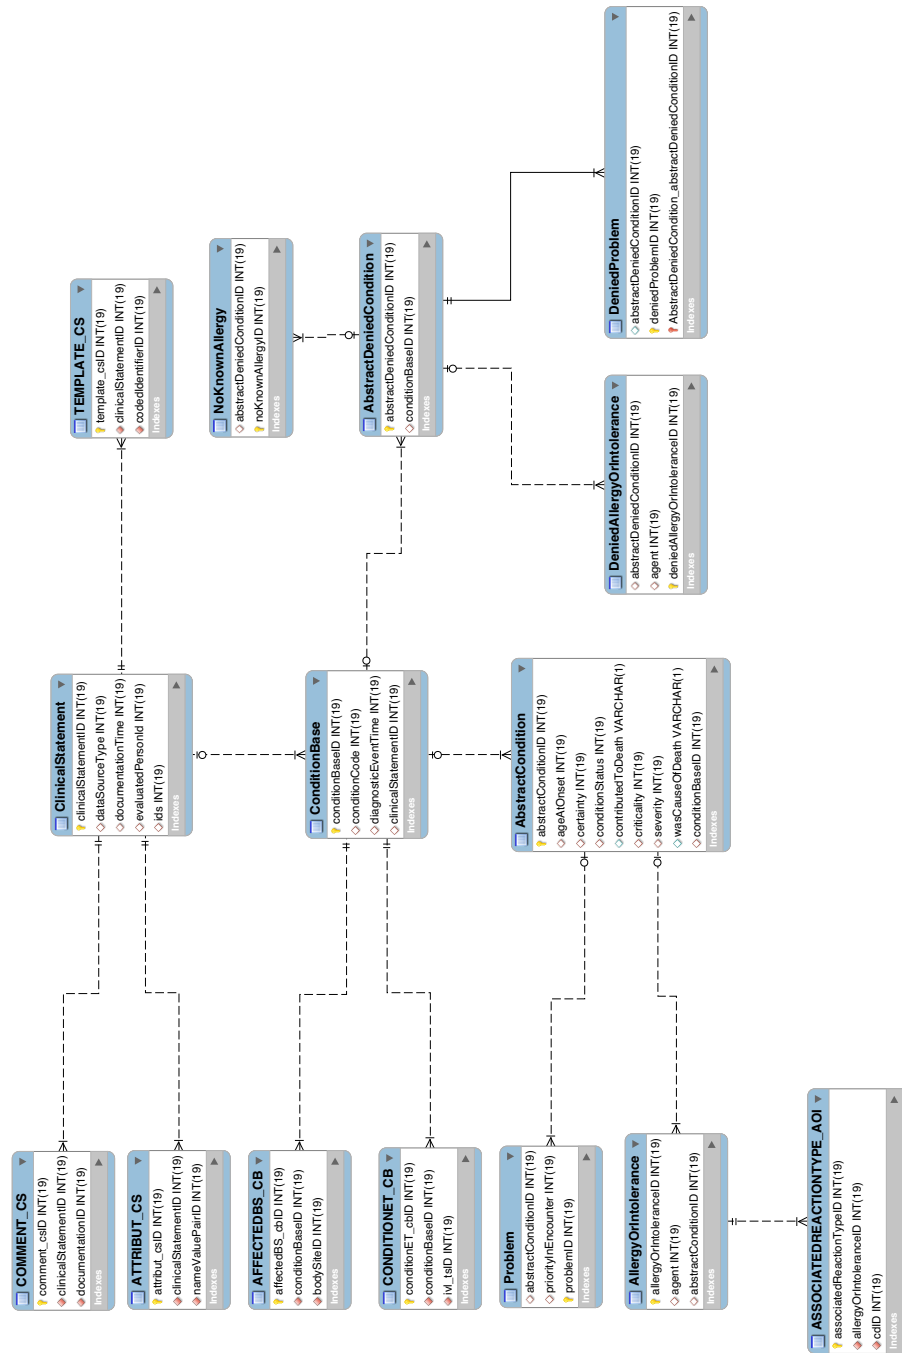 COMMENT_CS
comment_csID INT(19)
clinicalStatementID INT(19)
documentationID INT(19)
Indexes
ATTRIBUT_CS
attribut_csID INT(19)
clinicalStatementID INT(19)
nameValuePairID INT(19)
Indexes
AFFECTEDBS_CB
affectedBS_cbID INT(19)
conditionBaseID INT(19)
bodySiteID INT(19)
Indexes
CONDITIONET_CB
conditionET_cbID INT(19)
conditionBaseID INT(19)
ivl_tsID INT(19)
Indexes
Problem
abstractConditionID INT(19)
priorityInEncounter INT(19)
problemID INT(19)
Indexes
AllergyOrIntolerance
allergyOrIntoleranceID INT(19)
agent INT(19)
abstractConditionID INT(19)
Indexes
ASSOCIATEDREACTIONTYPE_AOI
associatedReactionTypeID INT(19)
allergyOrIntoleranceID INT(19)
cdID INT(19)
Indexes
ClinicalStatement
clinicalStatementID INT(19)
dataSourceType INT(19)
documentationTime INT(19)
evaluatedPersonId INT(19)
ids INT(19)
Indexes
ConditionBase
conditionBaseID INT(19)
conditionCode INT(19)
diagnosticEventTime INT(19)
clinicalStatementID INT(19)
Indexes
AbstractCondition
abstractConditionID INT(19)
ageAtOnset INT(19)
certainty INT(19)
conditionStatus INT(19)
contributedToDeath VARCHAR(1)
criticality INT(19)
severity INT(19)
wasCauseOfDeath VARCHAR(1)
conditionBaseID INT(19)
Indexes
TEMPLATE_CS
template_csID INT(19)
clinicalStatementID INT(19)
codedIdentifierID INT(19)
Indexes
NoKnownAllergy
abstractDeniedConditionID INT(19)
noKnownAllergyID INT(19)
Indexes
AbstractDeniedCondition
abstractDeniedConditionID INT(19)
conditionBaseID INT(19)
Indexes
DeniedAllergyOrIntolerance
abstractDeniedConditionID INT(19)
agent INT(19)
deniedAllergyOrIntoleranceID INT(19)
Indexes
DeniedProblem
abstractDeniedConditionID INT(19)
deniedProblemID INT(19)
AbstractDeniedCondition_abstractDeniedConditionID INT(19)
Indexes